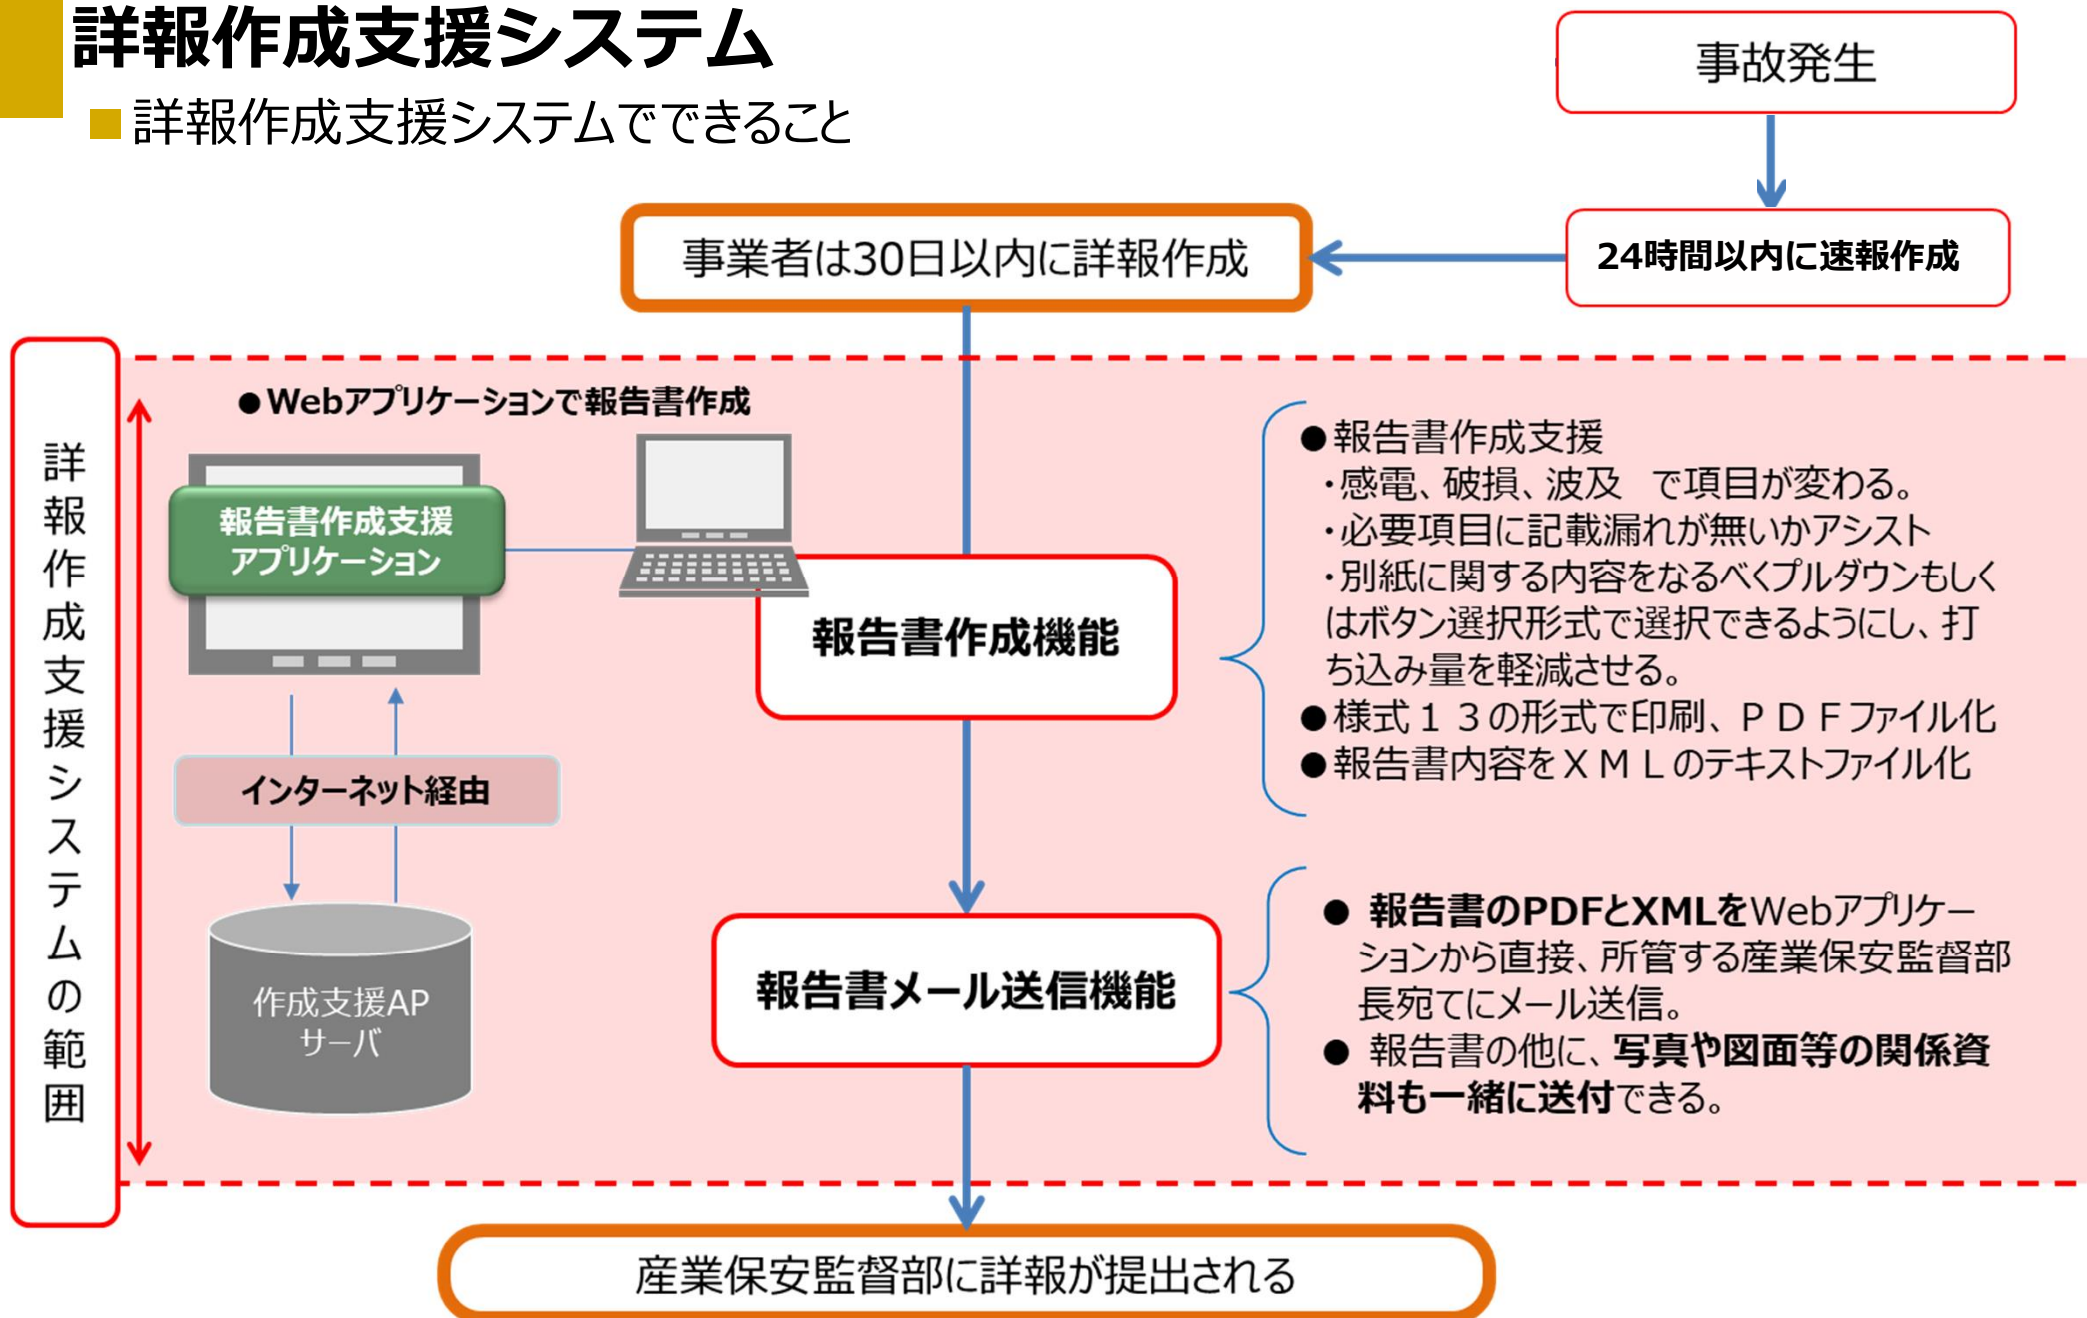 詳報作成支援システム
■詳報作成支援システムでできること
事故発生
24時間以内に速報作成
事業者は30日以内に詳報作成
詳報作成支援システムの範囲
●Webアプリケーションで報告書作成
報告書作成支援
アプリケーション
インターネット経由
作成支援AP
サーバ
報告書作成機能
●報告書作成支援
・感電、破損、波及　で項目が変わる。
・必要項目に記載漏れが無いかアシスト
・別紙に関する内容をなるべくプルダウンもしく
はボタン選択形式で選択できるようにし、打
ち込み量を軽減させる。
●様式１３の形式で印刷、ＰＤＦファイル化
●報告書内容をＸＭＬのテキストファイル化
報告書メール送信機能
● 報告書のPDFとXMLをWebアプリケー
ションから直接、所管する産業保安監督部
長宛てにメール送信。
● 報告書の他に、写真や図面等の関係資
料も一緒に送付できる。
産業保安監督部に詳報が提出される